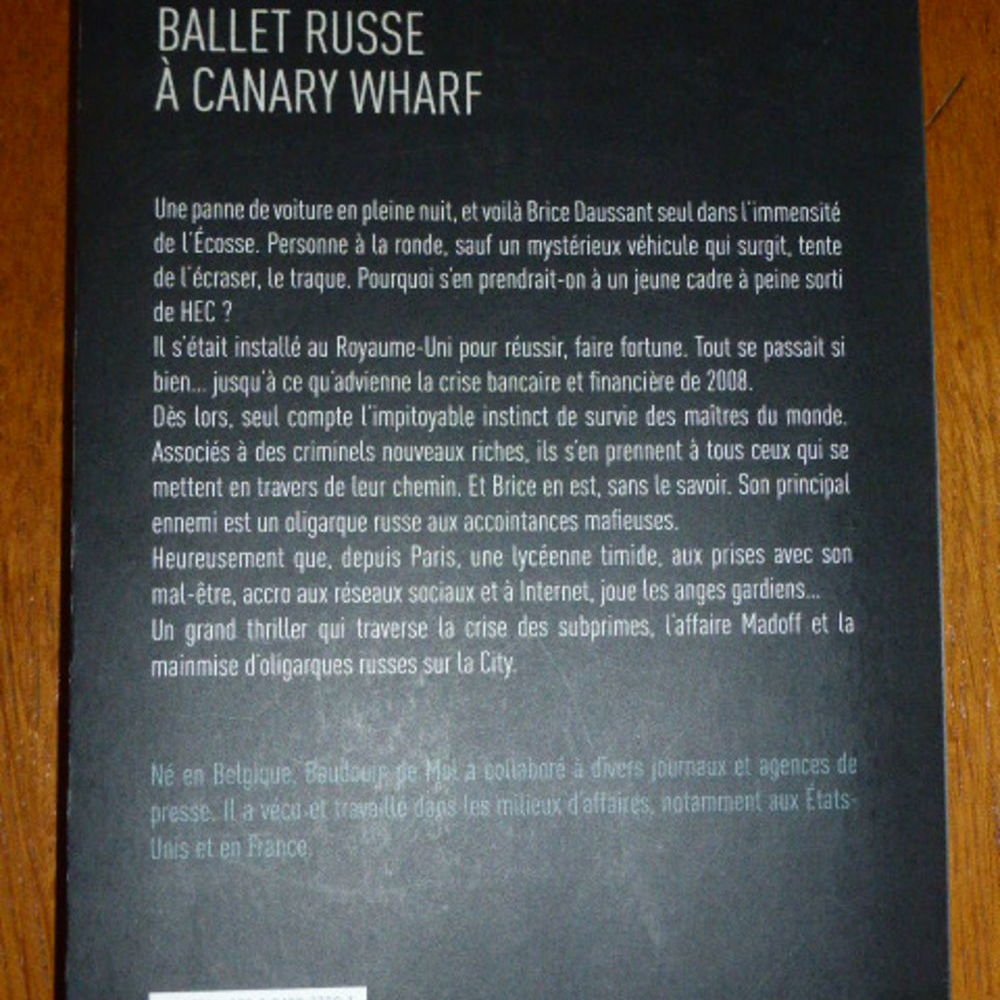 BALLET RUSSE
À CANARY WHARF
Une panne de voiture en pleine nuit, et voilà Brice Daussant seul dans l'immensité
de l'Écosse. Personne à la ronde, sauf un mystérieux véhicule qui surgit, tente
de l'écraser, le traque. Pourquoi s'en prendrait-on à un jeune cadre à peine sorti
de HEC ?
Il s'était installé au Royaume-Uni pour réussir, faire fortune. Tout se passait si
bien... jusqu'à ce qu'advienne la crise bancaire et financière de 2008.
Dès lors, seul compte l'impitoyable instinct de survie des maîtres du monde.
Associés à des criminels nouveaux riches, ils s'en prennent à tous ceux qui se
mettent en travers de leur chemin. Et Brice en est, sans le savoir. Son principal
ennemi est un oligarque russe aux accointances mafieuses.
Heureusement que, depuis Paris, une lycéenne timide, aux prises avec son
mal-être, accro aux réseaux sociaux et à Internet, joue les anges gardiens...
Un grand thriller qui traverse la crise des subprimes, l'affaire Madoff et la
mainmise d'oligarques russes sur la City.
Né en Belgique, de a collaboré à divers journaux et agences de
presse. Il a vécu et travaillé dans les milieux d'affaires, notamment aux États-
Unis et en France.